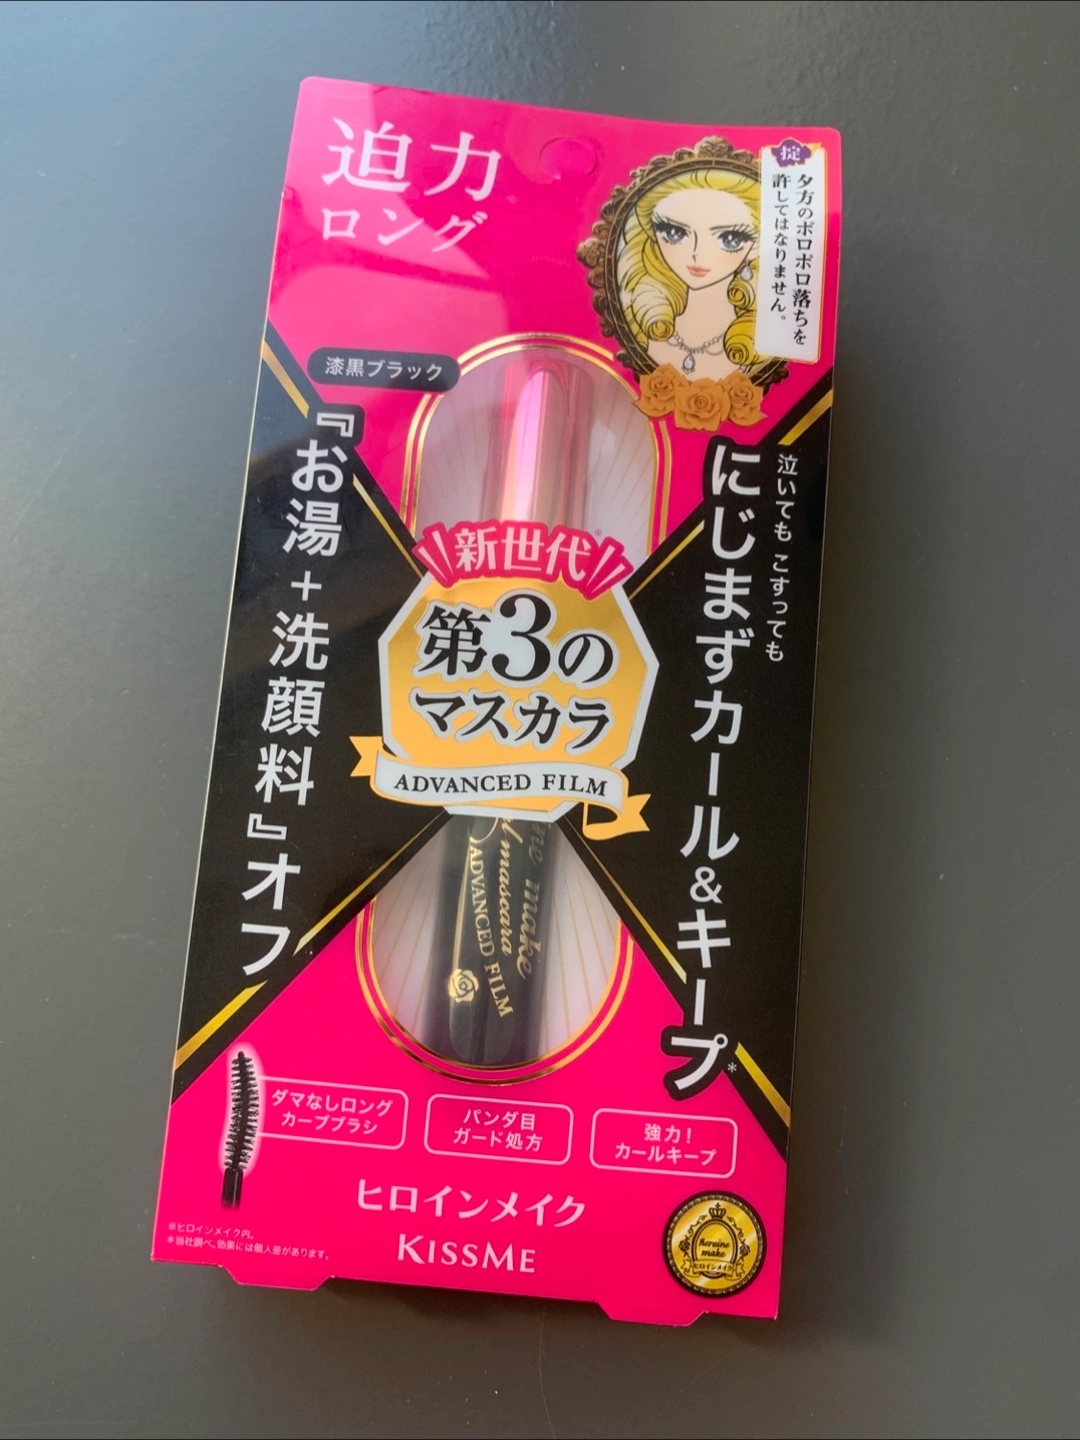 迫力
ロング
掟
夕方のボロボロ落ちを
許してはなりません。
漆黒ブラック
『お湯+洗顔料』オフ
泣いても こすっても
にじまずカール&キープ*
新世代※
第3の
マスカラ
ADVANCED FILM
make
mascara
ADVANCED FILM
ダマなしロング
カーブブラシ
パンダ目
ガード処方
強力!
カールキープ
ヒロインメイク
KISSME
※ヒロインメイク内。
*当社調べ。効果には個人差があります。
heroine
make
ヒロインメイク